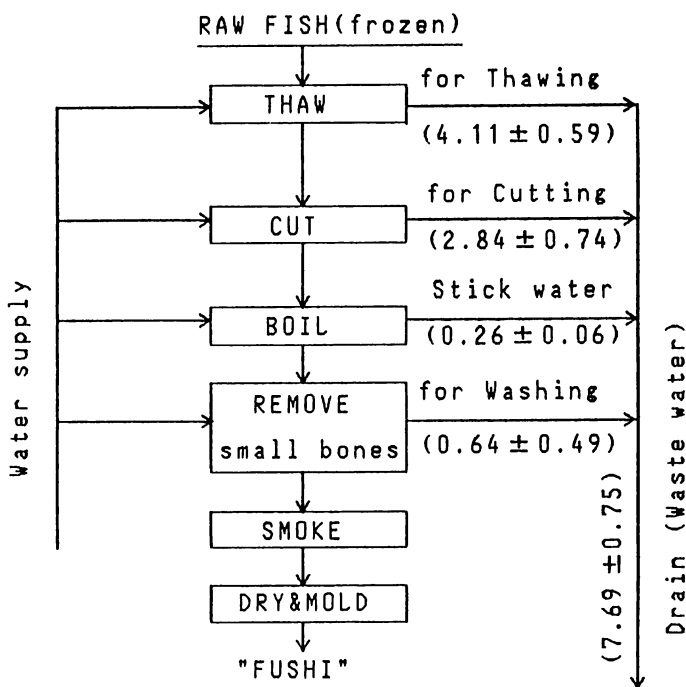 RAW FISH(frozen)
THAW
for Thawing
(4.11±0.59)
CUT
for Cutting
(2.84±0.74)
BOIL
Stick water
(0.26±0.06)
REMOVE
small bones
for Washing
(0.64±0.49)
SMOKE
DRY&MOLD
"FUSHI"
Water supply
(7.69±0.75)
Drain (Waste water)